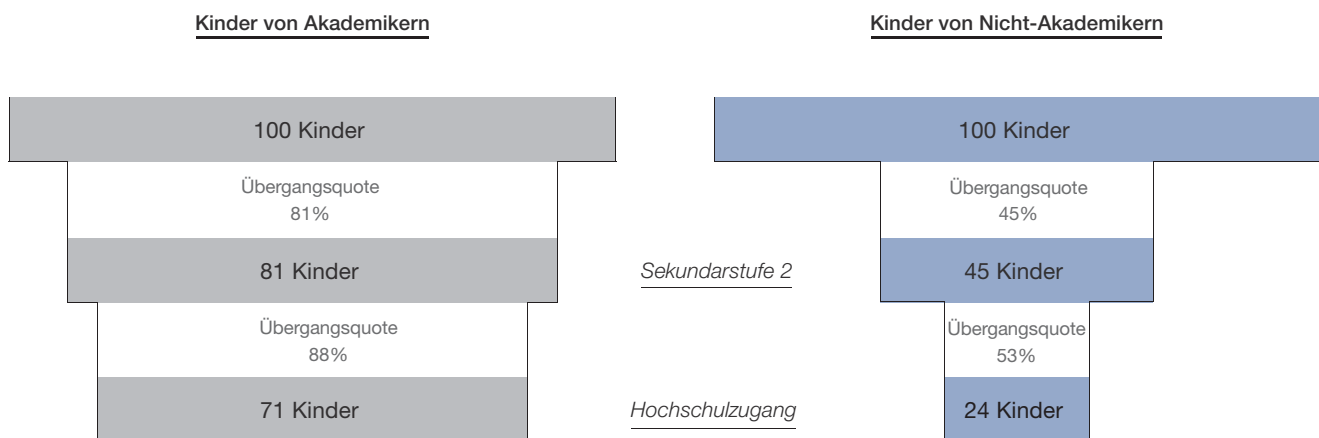 Kinder von Akademikern
Kinder von Nicht-Akademikern
100 Kinder
100 Kinder
Übergangsquote
81%
Übergangsquote
45%
81 Kinder
Sekundarstufe 2
45 Kinder
Übergangsquote
88%
Übergangsquote
53%
71 Kinder
Hochschulzugang
24 Kinder